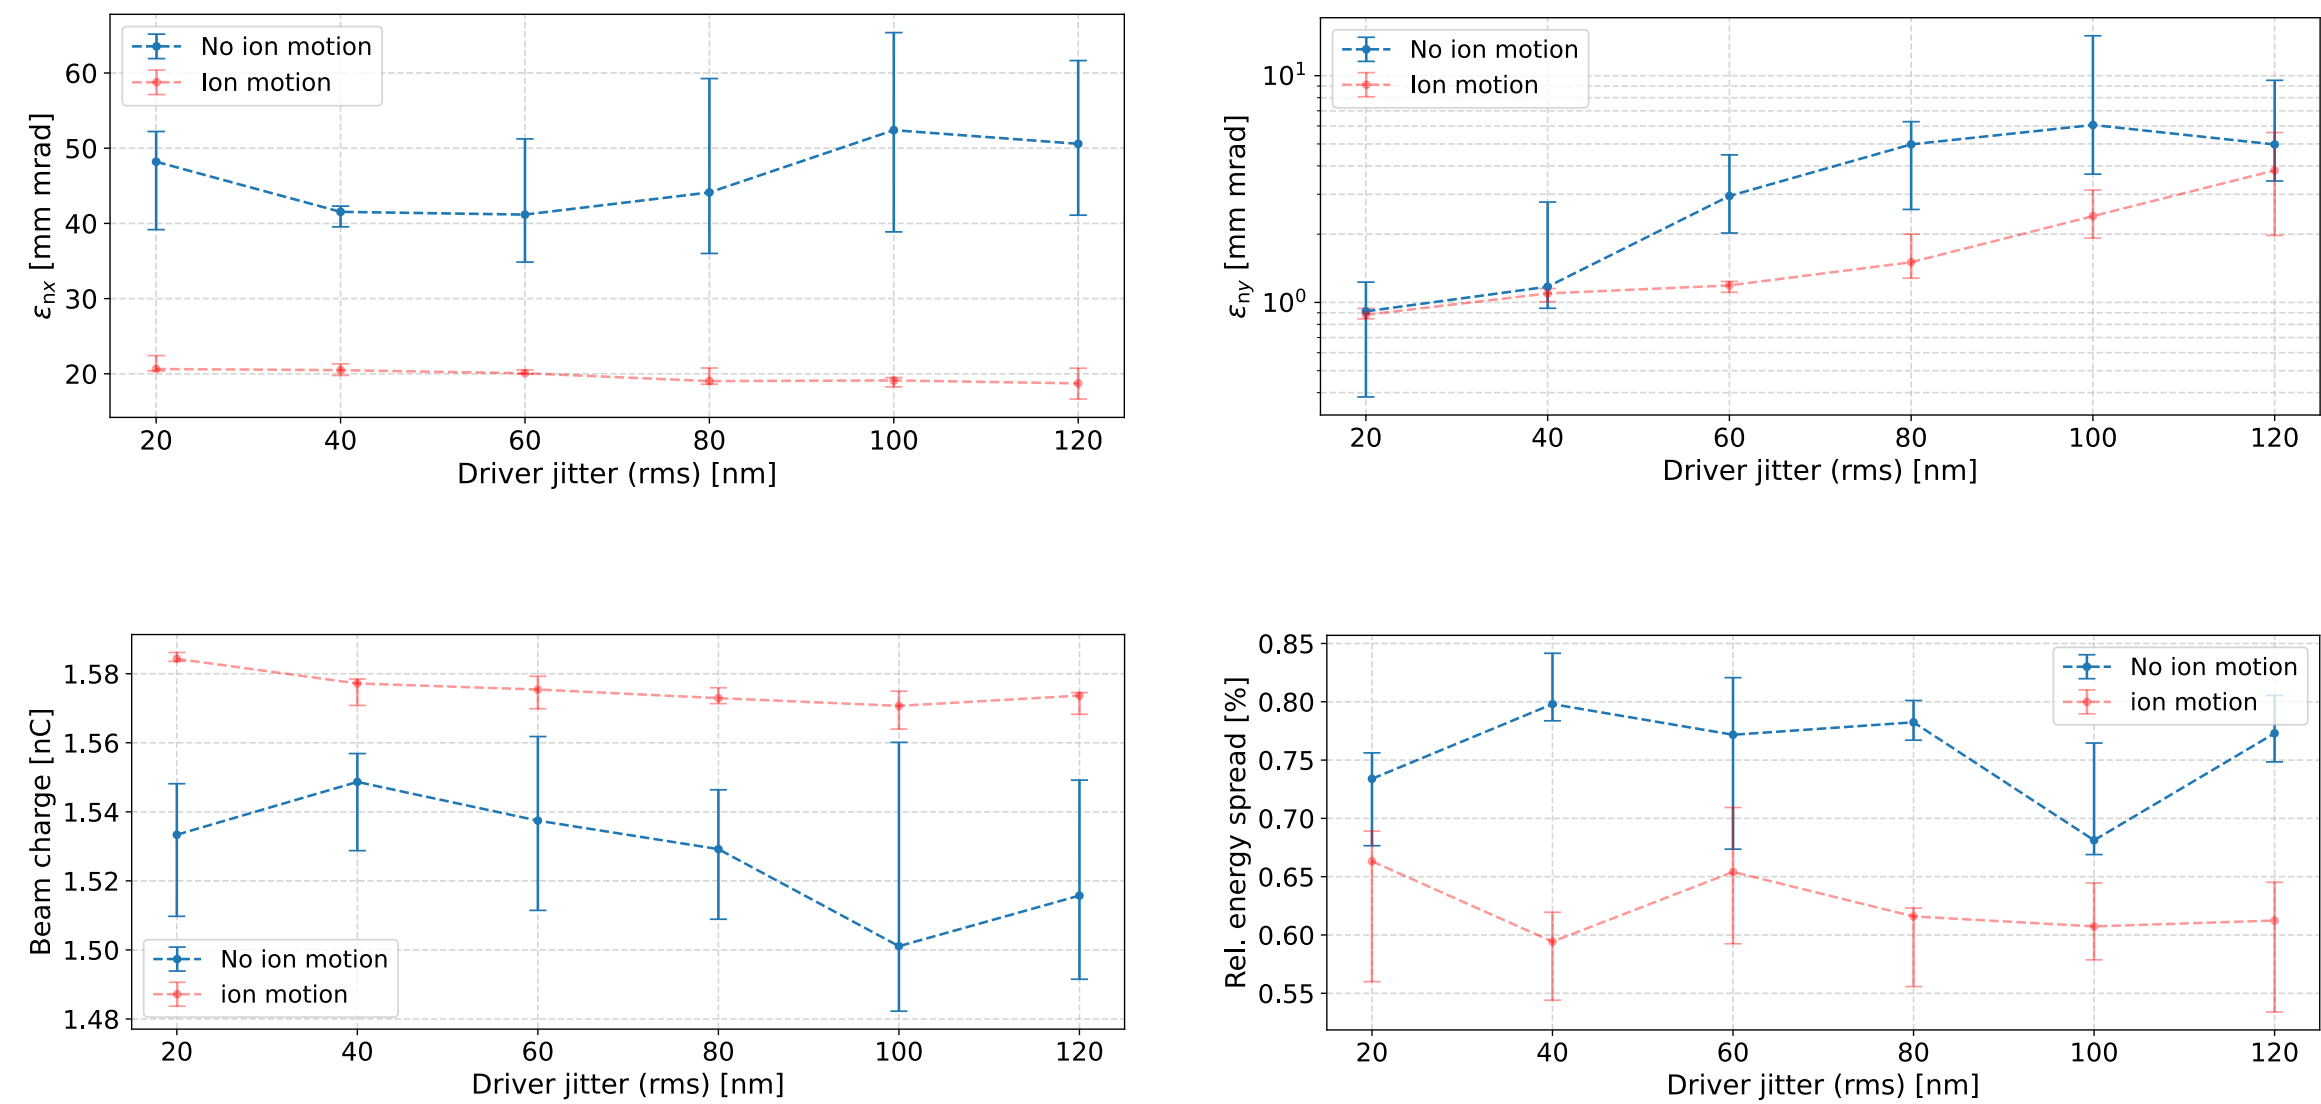 No ion motion
Ion motion
60
50
40
30
20
εnx [mm mrad]
20 40 60 80 100 120
Driver jitter (rms) [nm]
No ion motion
Ion motion
10¹
10⁰
εny [mm mrad]
20 40 60 80 100 120
Driver jitter (rms) [nm]
1.58
1.56
1.54
1.52
1.50
1.48
Beam charge [nC]
No ion motion
ion motion
20 40 60 80 100 120
Driver jitter (rms) [nm]
0.85
0.80
0.75
0.70
0.65
0.60
0.55
Rel. energy spread [%]
No ion motion
ion motion
20 40 60 80 100 120
Driver jitter (rms) [nm]